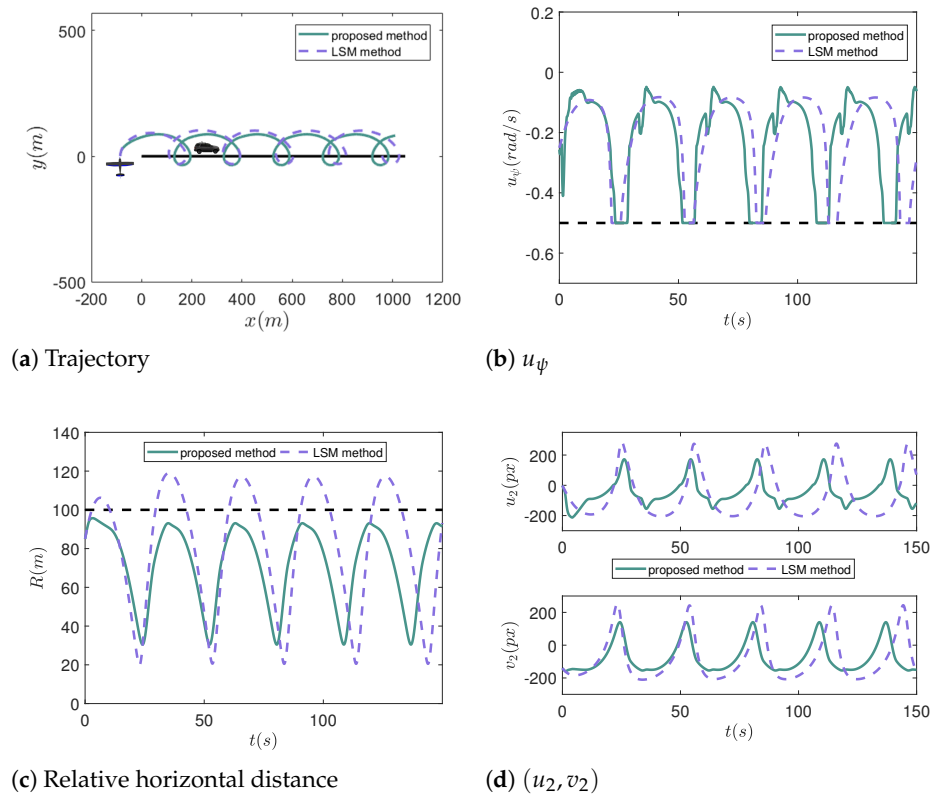 500
0
-500
-200
0
200
400
600
800
1000
1200
x(m)
y(m)
proposed method
LSM method
(a) Trajectory
0.2
0
-0.2
-0.4
-0.6
0
50
100
t(s)
u_ψ(rad/s)
proposed method
LSM method
(b) u_ψ
140
120
100
80
60
40
20
0
0
50
100
t(s)
R(m)
proposed method LSM method
(c) Relative horizontal distance
200
0
-200
0
50
100
150
u₂(px)
proposed method LSM method
200
0
-200
0
50
100
150
v₂(px)
t(s)
(d) (u₂, v₂)